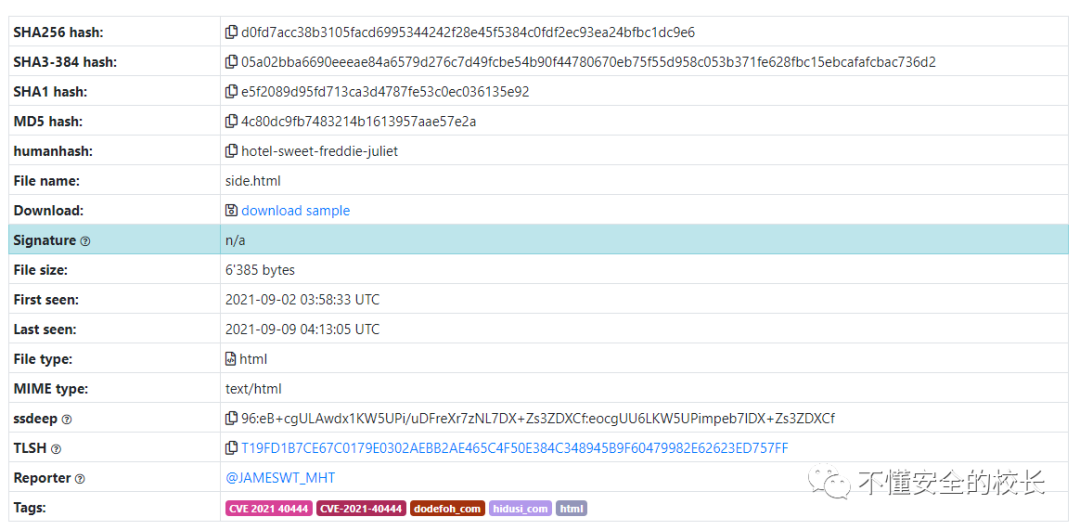 SHA256 hash: d0fd7acc38b3105facd6995344242f28e45f5384c0fdf2ec93ea24bfbc1dc9e6
SHA3-384 hash: 05a02bba6690eeeae84a6579d276c7d49fcbe54b90f44780670eb75f55d958c053b371fe628fbc15ebcafafcbac736d2
SHA1 hash: e5f2089d95fd713ca3d4787fe53c0ec036135e92
MD5 hash: 4c80dc9fb7483214b1613957aae57e2a
humanhash: hotel-sweet-freddie-juliet
File name: side.html
Download: download sample
Signature n/a
File size: 6'385 bytes
First seen: 2021-09-02 03:58:33 UTC
Last seen: 2021-09-09 04:13:05 UTC
File type: html
MIME type: text/html
ssdeep 96:eB+cgULAwdx1KW5UPi/uDFreXr7zNL7DX+Zs3ZDXCf:eocgUU6LKW5UPimpeb7IDX+Zs3ZDXCf
TLSH T19FD1B7CE67C0179E0302AEBB2AE465C4F50E384C348945B9F60479982E62623ED757FF
Reporter @JAMESWT_MHT
Tags: CVE 2021 40444 CVE-2021-40444 dodefoh_com hidusi_com html
不懂安全的校长